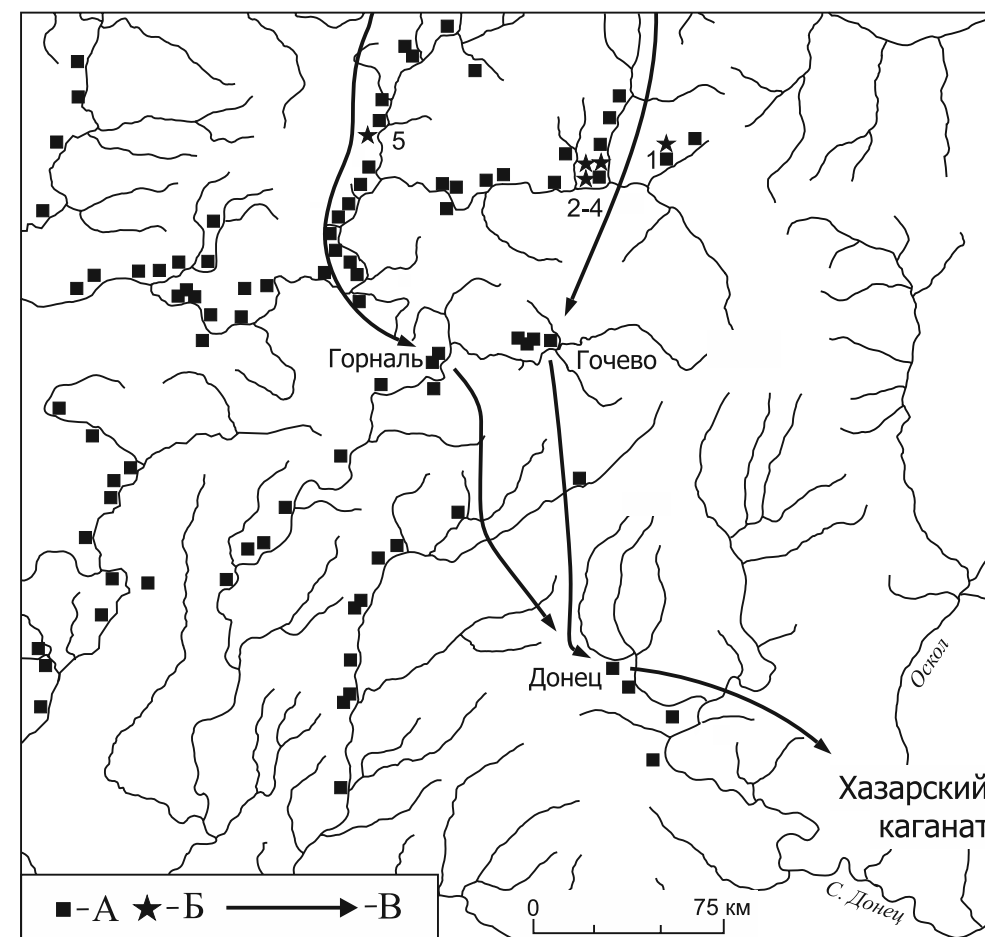 5
1
2-4
Горналь
Гочево
Донец
Оскол
Хазарский
каганат
С. Донец
-А -Б -В
0 75 км